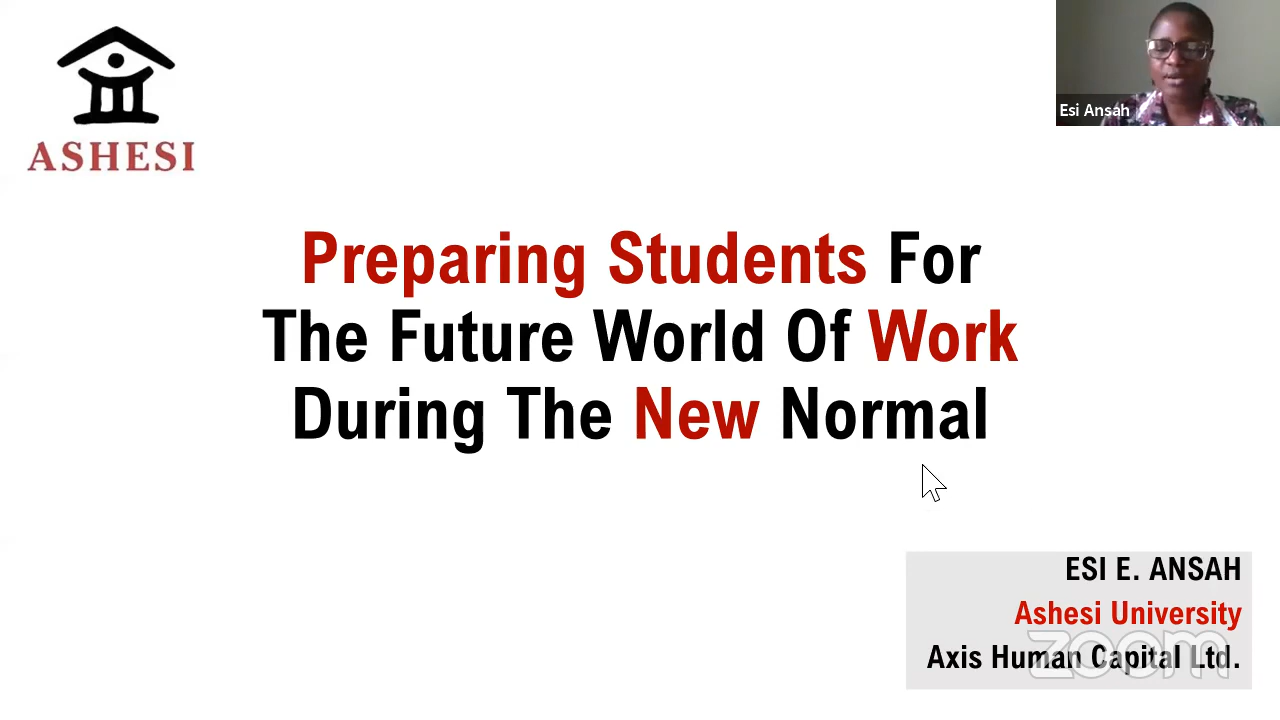 ASHESI
Esi Ansah
Preparing Students For
The Future World Of Work
During The New Normal
ESI E. ANSAH
Ashesi University
Axis Human Capital Ltd.
zoom